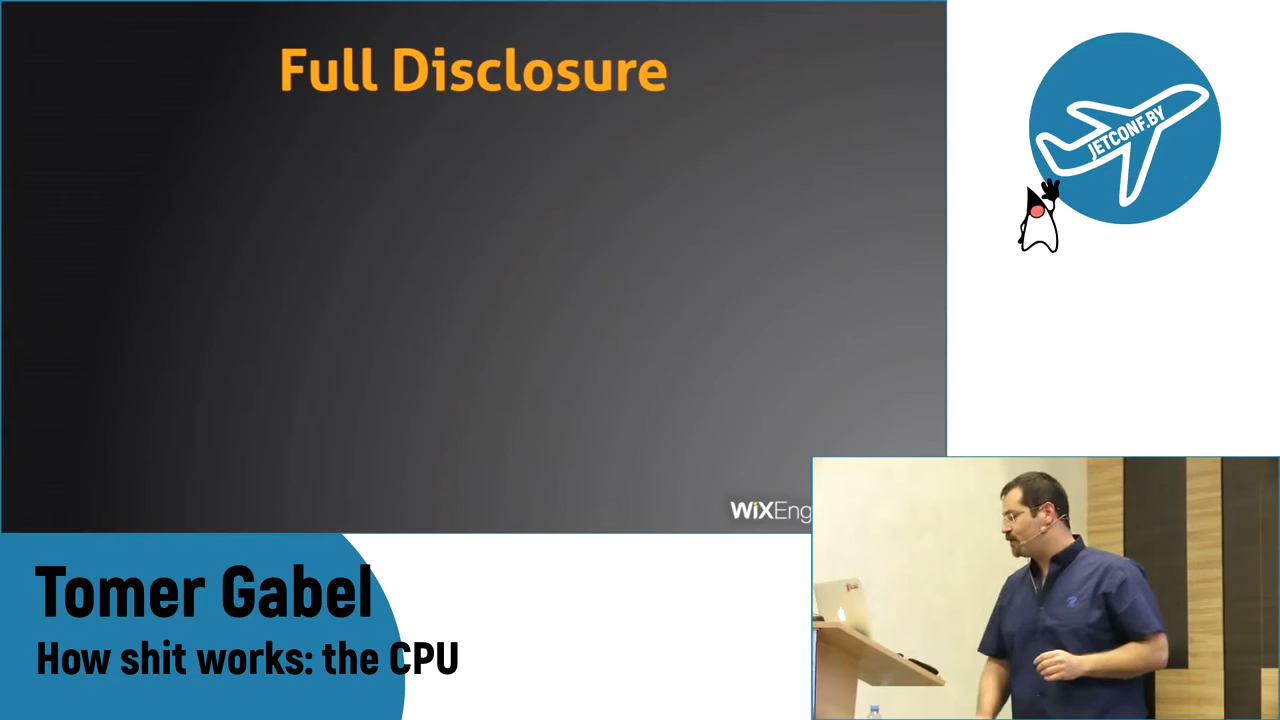 Full Disclosure
JETCONF.BY
WiXEng
Tomer Gabel
How shit works: the CPU